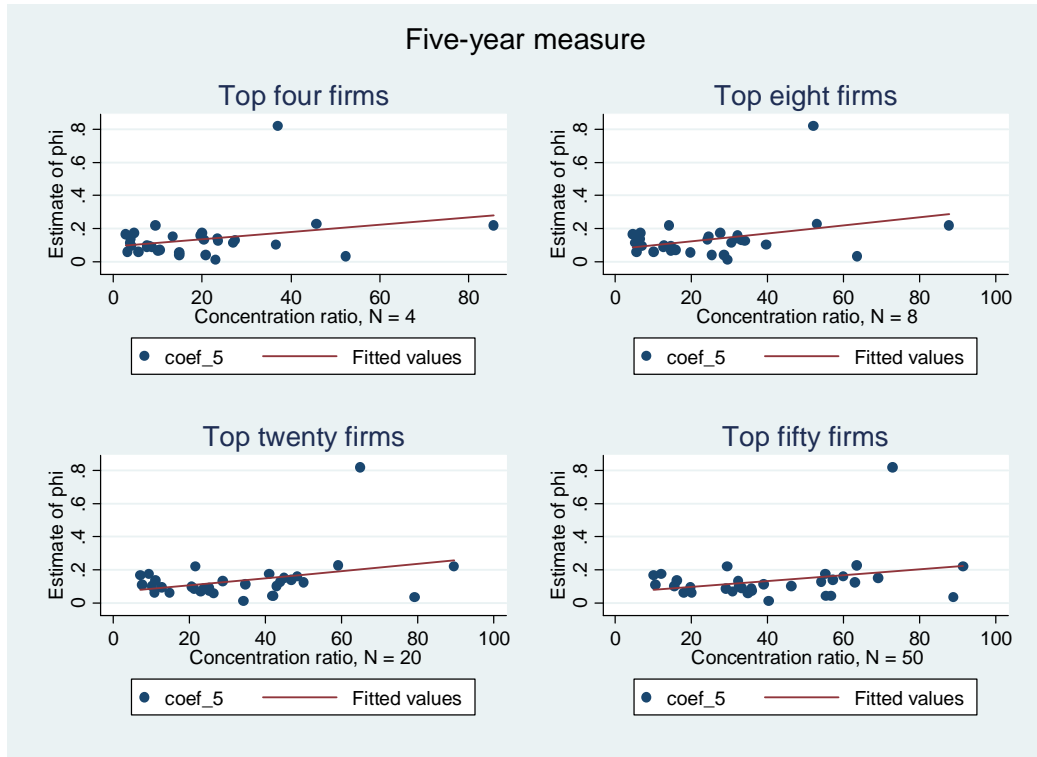 Five-year measure
Top four firms
Estimate of phi
0 .2 .4 .6 .8
0 20 40 60 80
Concentration ratio, N = 4
coef_5 Fitted values
Top eight firms
Estimate of phi
0 .2 .4 .6 .8
0 20 40 60 80 100
Concentration ratio, N = 8
coef_5 Fitted values
Top twenty firms
Estimate of phi
0 .2 .4 .6 .8
0 20 40 60 80 100
Concentration ratio, N = 20
coef_5 Fitted values
Top fifty firms
Estimate of phi
0 .2 .4 .6 .8
0 20 40 60 80 100
Concentration ratio, N = 50
coef_5 Fitted values